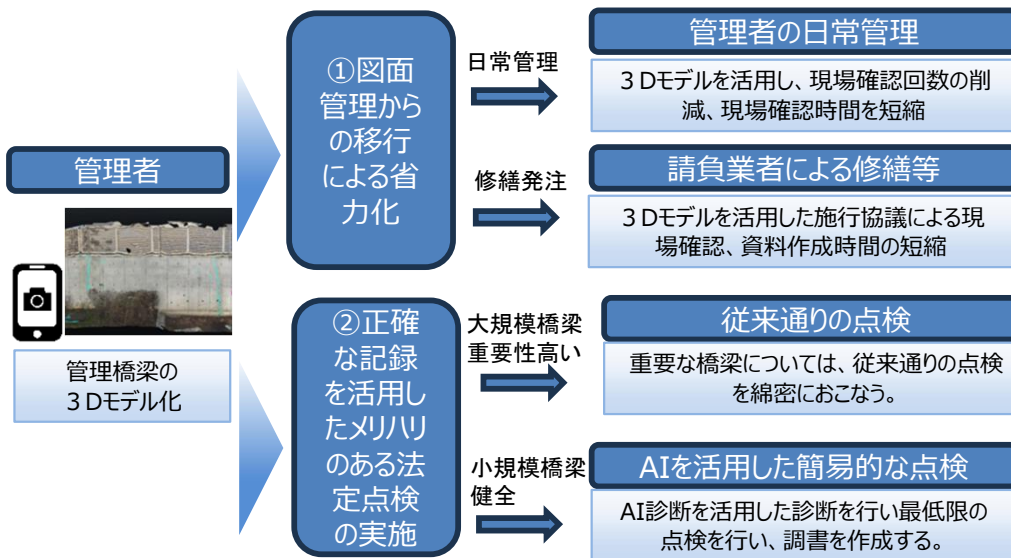 管理者
管理橋梁の
３Dモデル化
①図面
管理から
の移行
による省
力化
日常管理
管理者の日常管理
３Dモデルを活用し、現場確認回数の削
減、現場確認時間を短縮
修繕発注
請負業者による修繕等
３Dモデルを活用した施行協議による現
場確認、資料作成時間の短縮
②正確
な記録
を活用し
たメリハリ
のある法
定点検
の実施
大規模橋梁
重要性高い
従来通りの点検
重要な橋梁については、従来通りの点検
を綿密におこなう。
小規模橋梁
健全
AIを活用した簡易的な点検
AI診断を活用した診断を行い最低限の
点検を行い、調書を作成する。